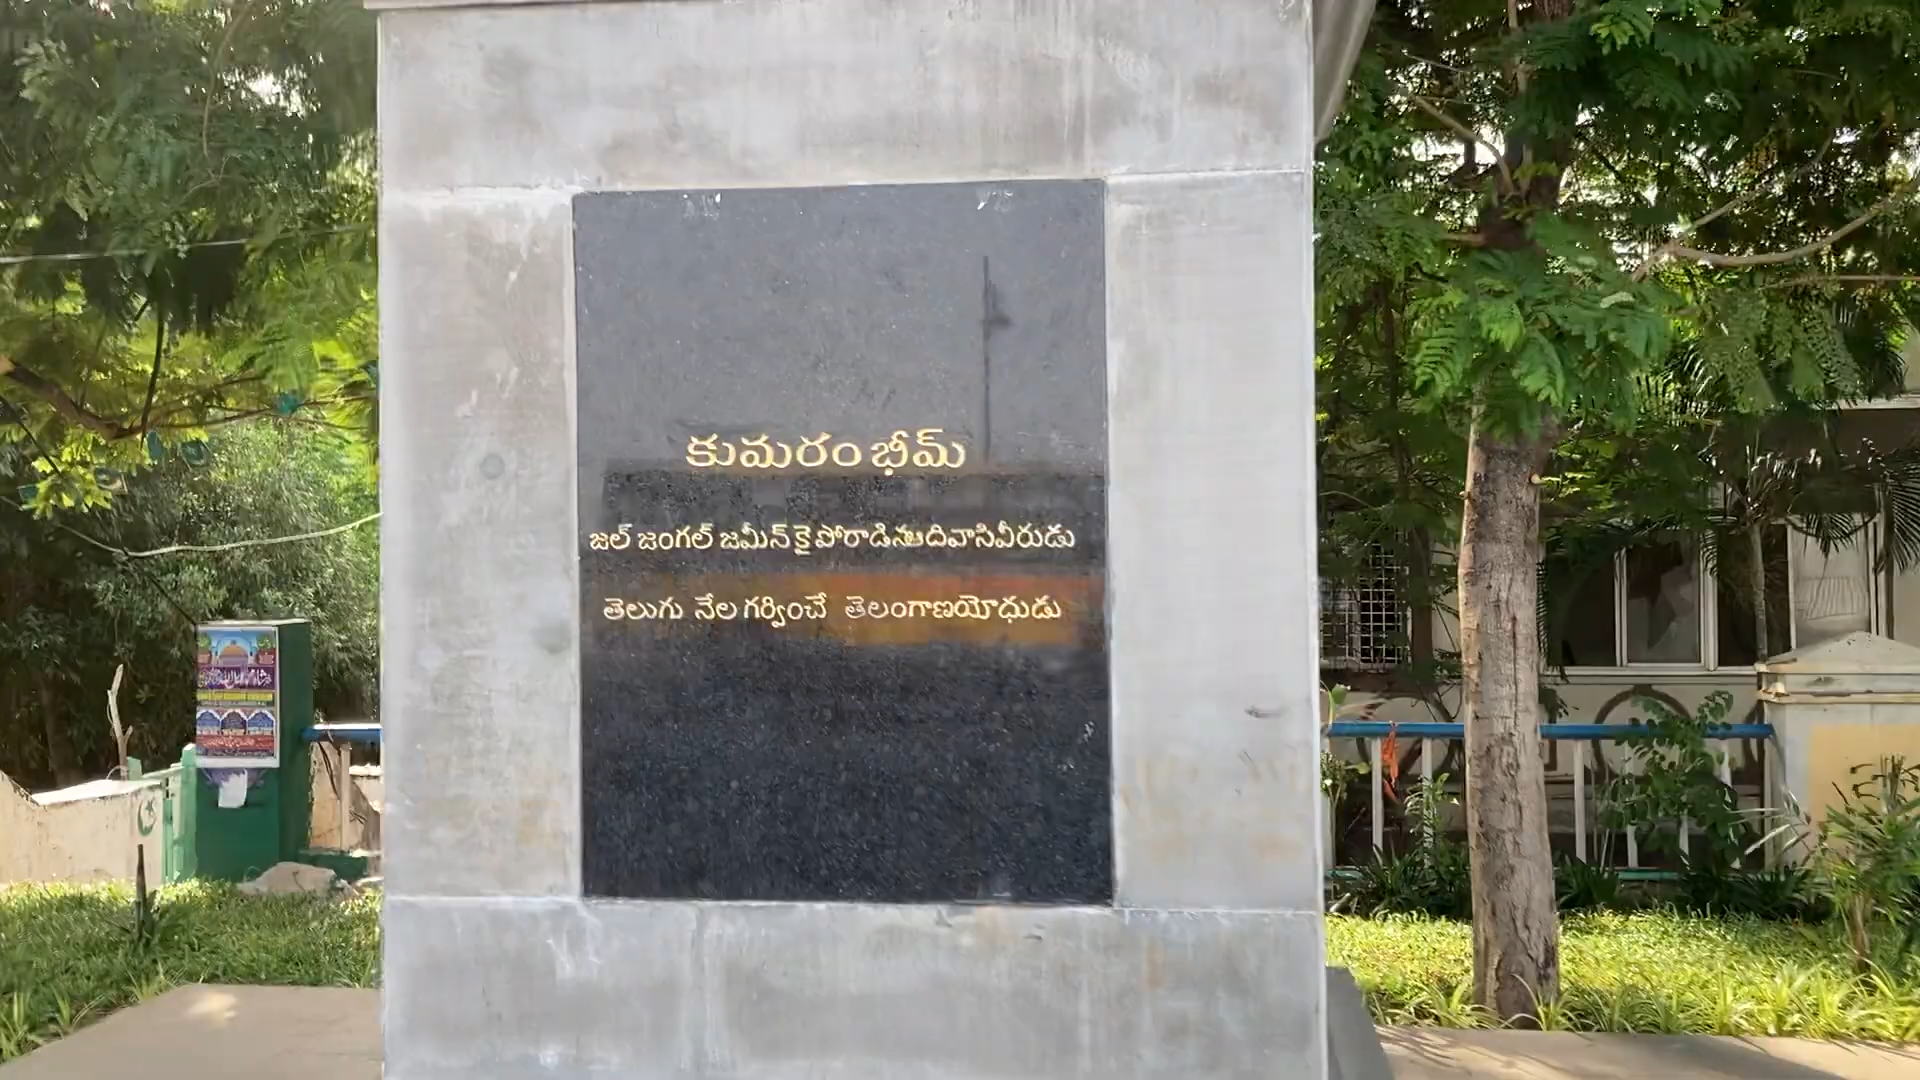 కుమరం భీమ్
జల్ జంగల్ జమీన్ కై పోరాడిన ఆదివాసి వీరుడు
తెలుగు నేల గర్వించే తెలంగాణ యోధుడు